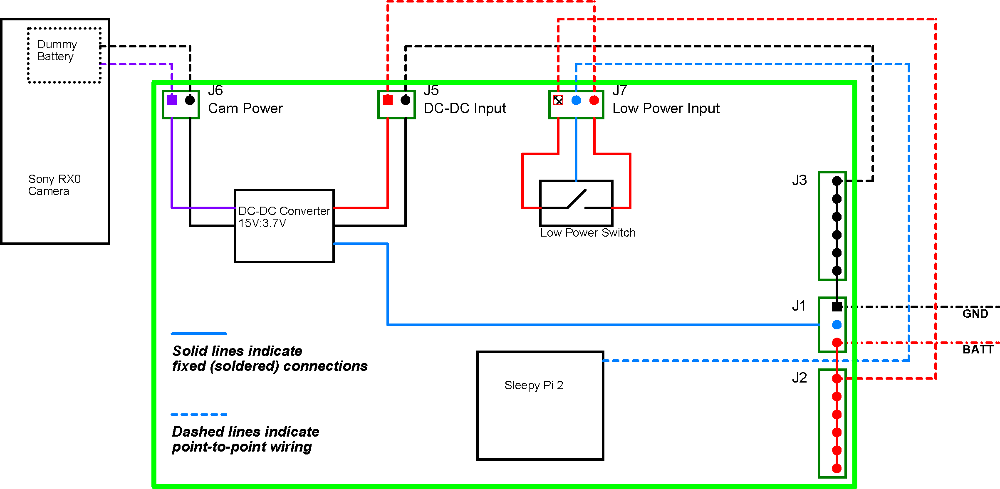 Dummy
Battery
Sony RX0
Camera
J6
Cam Power
J5
DC-DC Input
J7
Low Power Input
DC-DC Converter
15V:3.7V
Low Power Switch
J3
J1
GND
BATT
J2
Solid lines indicate
fixed (soldered) connections
Sleepy Pi 2
Dashed lines indicate
point-to-point wiring